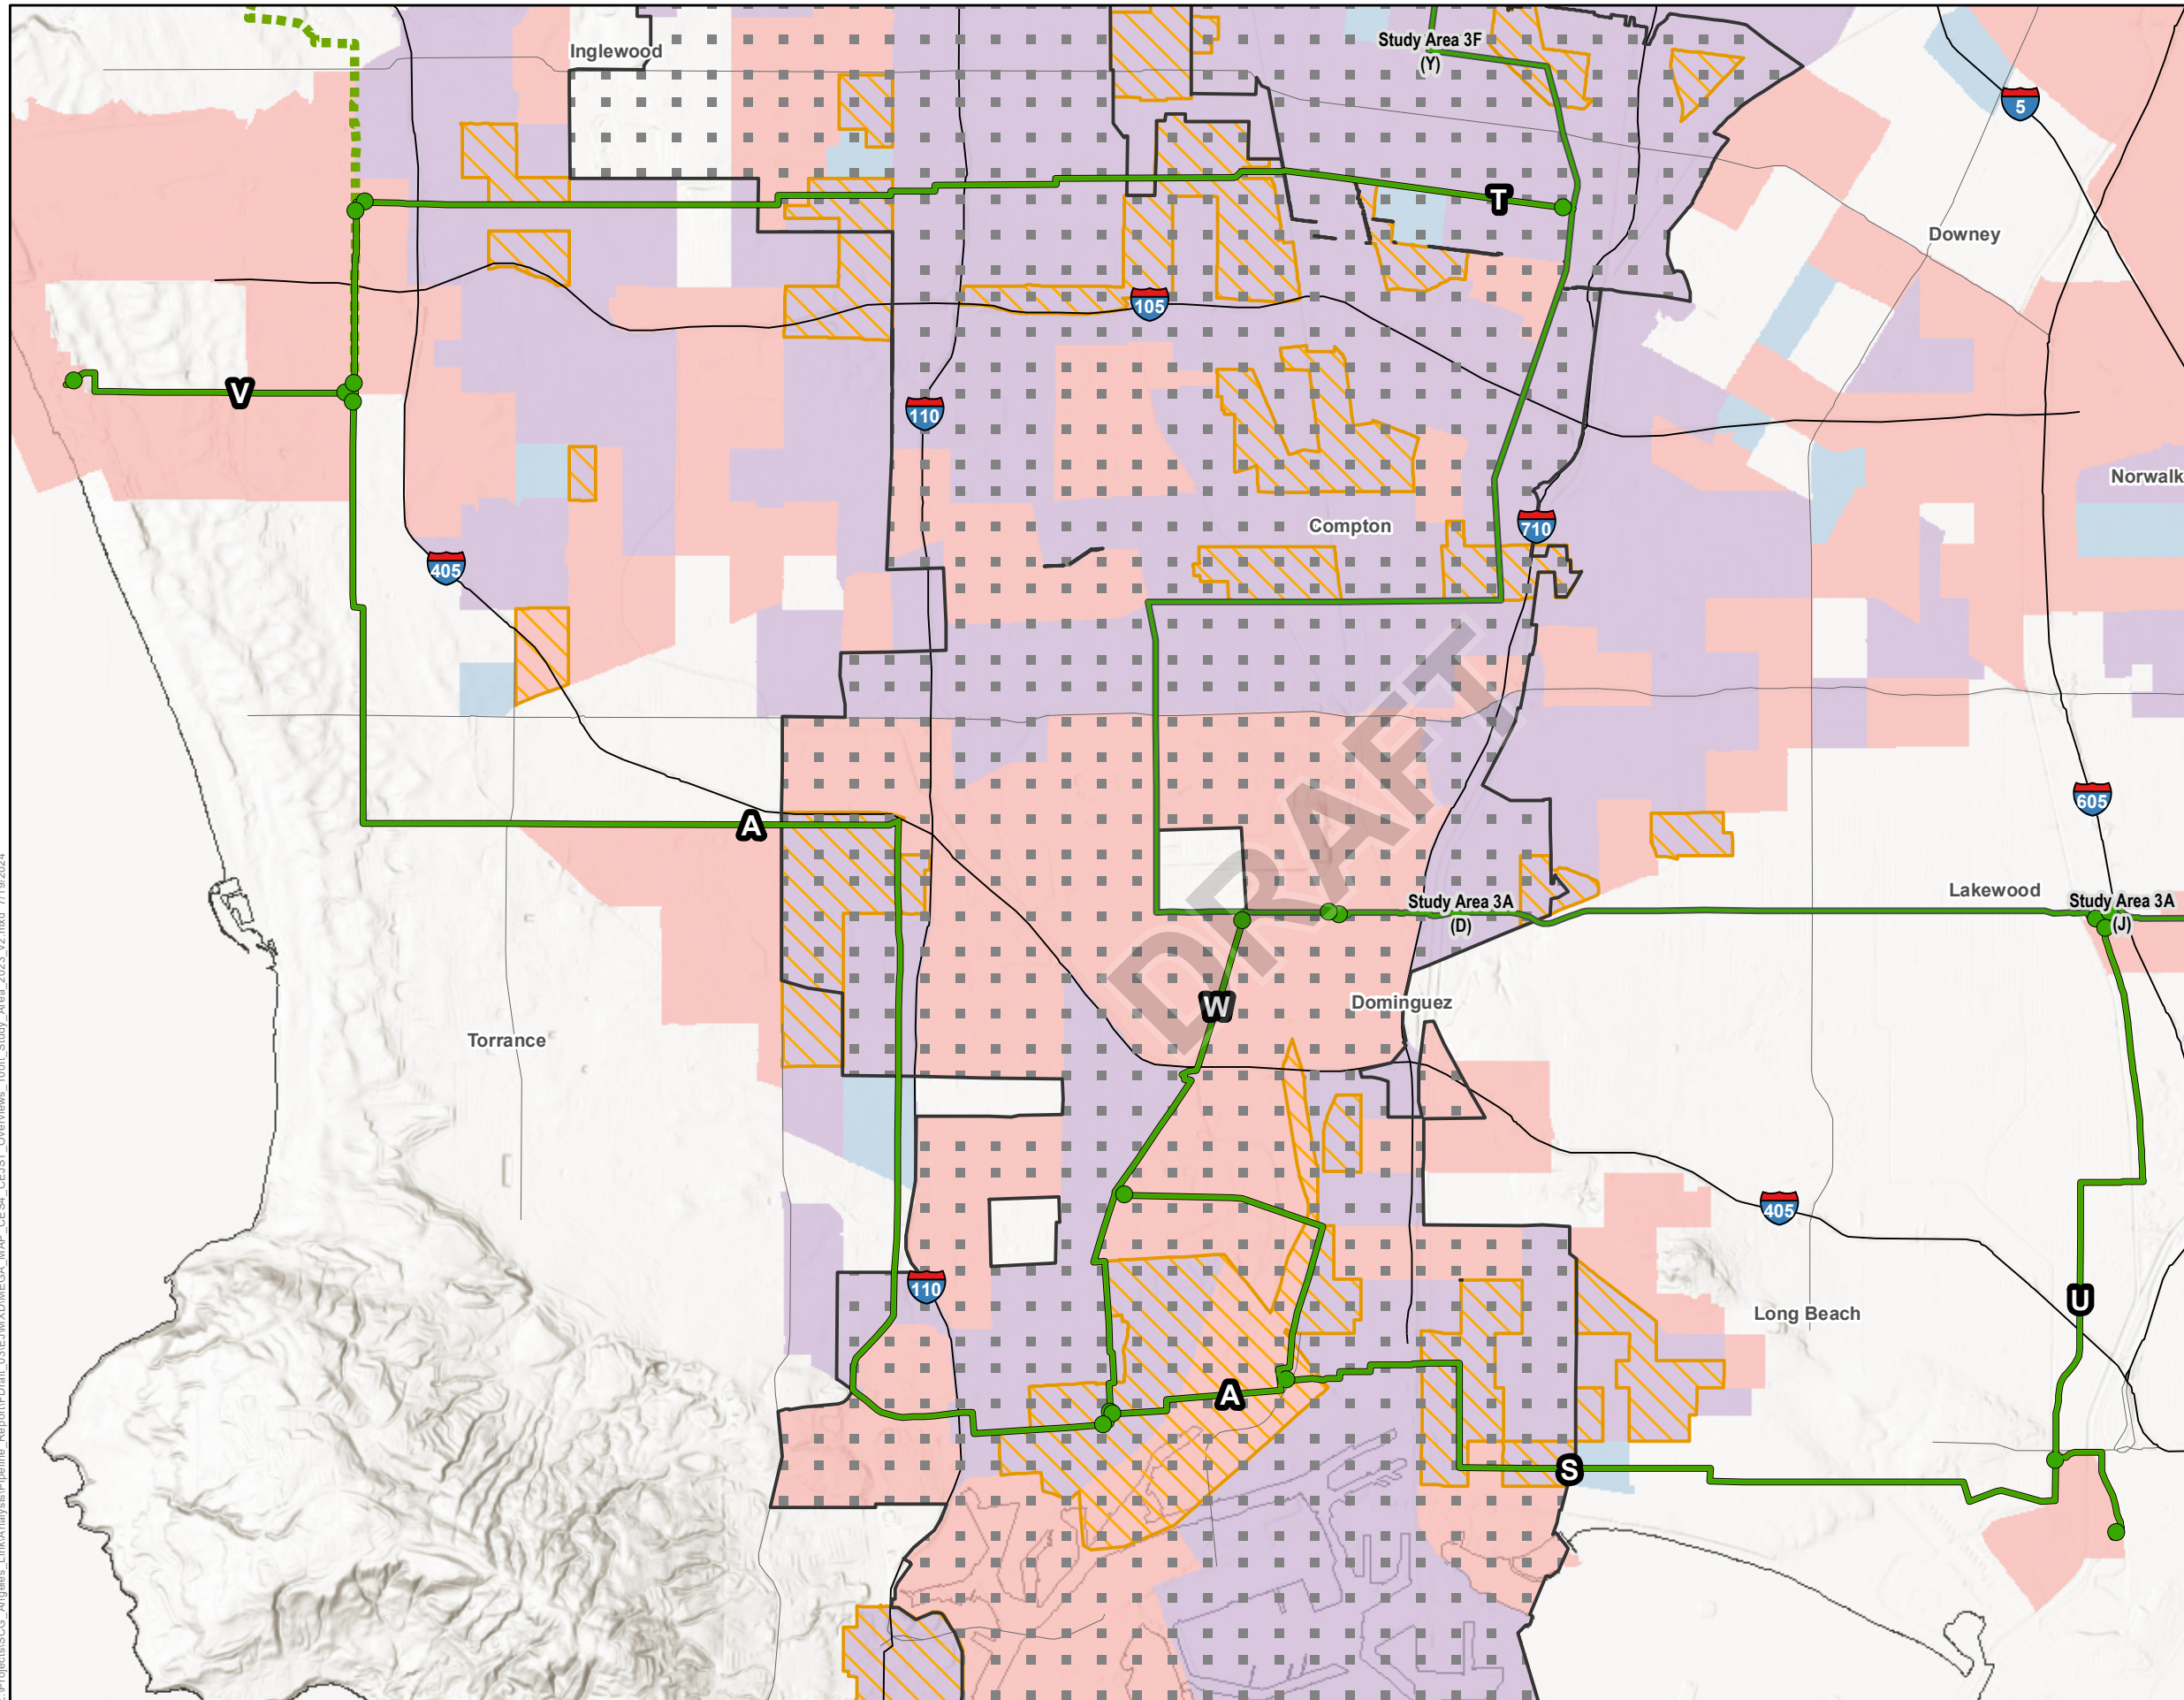 Inglewood
Study Area 3F
(Y)
5
T
Downey
105
V
110
Norwalk
Compton
710
405
605
A
DRAFT
Lakewood
Study Area 3A
(D)
Study Area 3A
(J)
W
Dominguez
Torrance
405
110
U
Long Beach
A
S